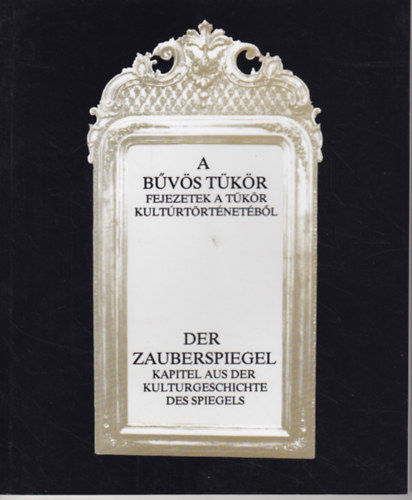 A
BŰVÖS TÜKÖR
FEJEZETEK A TÜKÖR
KULTÚRTÖRTÉNETÉBŐL
DER
ZAUBERSPIEGEL
KAPITEL AUS DER
KULTURGESCHICHTE
DES SPIEGELS